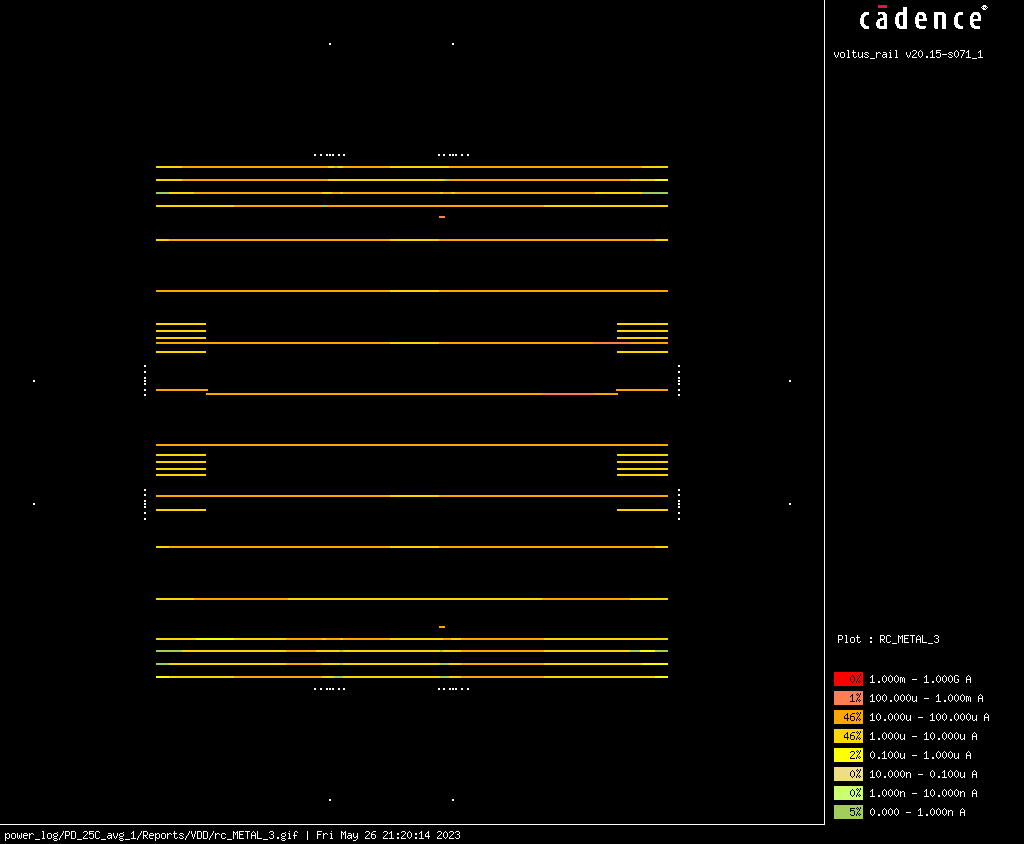 cādence®
voltus_rail v20.15-s071_1
Plot : RC_METAL_3
0% 1.000m - 1.000G A
1% 100.000u - 1.000m A
46% 10.000u - 100.000u A
46% 1.000u - 10.000u A
2% 0.100u - 1.000u A
0% 10.000n - 0.100u A
0% 1.000n - 10.000n A
5% 0.000 - 1.000n A
power_log/PD_25C_avg_1/Reports/VDD/rc_METAL_3.gif | Fri May 26 21:20:14 2023